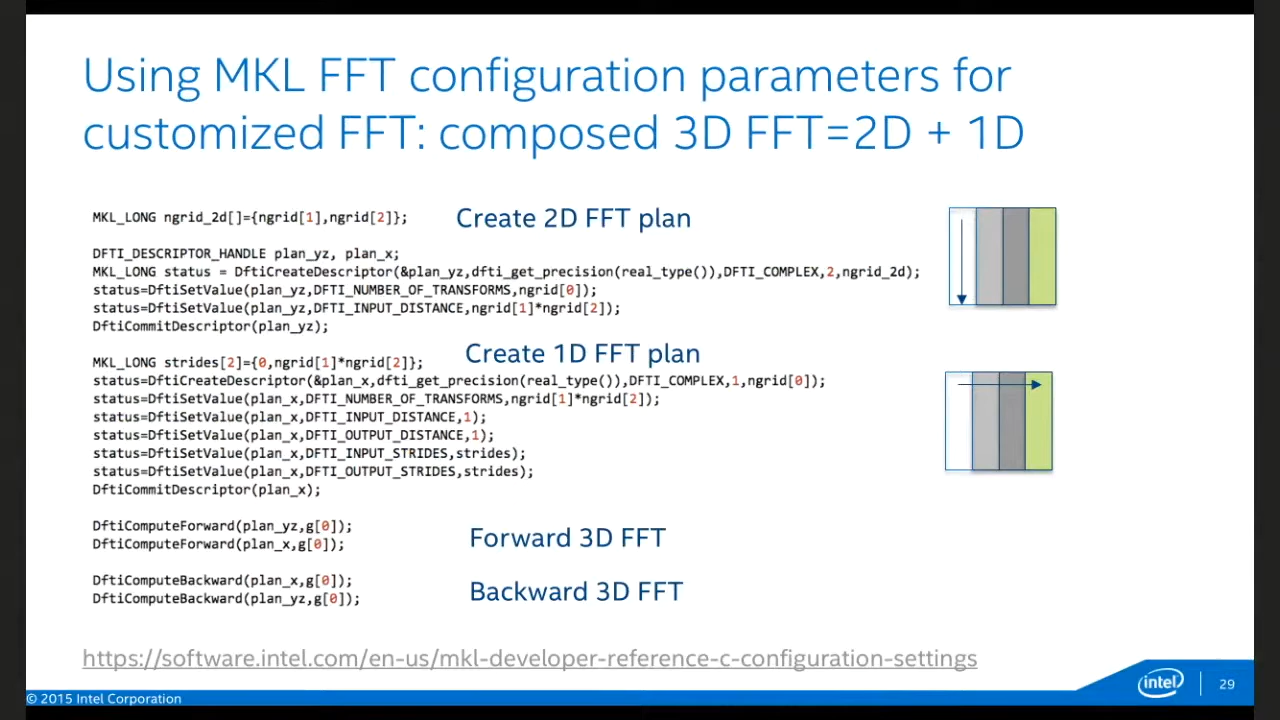 Using MKL FFT configuration parameters for
customized FFT: composed 3D FFT=2D + 1D
MKL_LONG ngrid_2d[]={ngrid[1],ngrid[2]};
Create 2D FFT plan
DFTI_DESCRIPTOR_HANDLE plan_yz, plan_x;
MKL_LONG status = DftiCreateDescriptor(&plan_yz,dfti_get_precision(real_type()),DFTI_COMPLEX,2,ngrid_2d);
status=DftiSetValue(plan_yz,DFTI_NUMBER_OF_TRANSFORMS,ngrid[0]);
status=DftiSetValue(plan_yz,DFTI_INPUT_DISTANCE,ngrid[1]*ngrid[2]);
DftiCommitDescriptor(plan_yz);
Create 1D FFT plan
MKL_LONG strides[2]={0,ngrid[1]*ngrid[2]};
status=DftiCreateDescriptor(&plan_x,dfti_get_precision(real_type()),DFTI_COMPLEX,1,ngrid[0]);
status=DftiSetValue(plan_x,DFTI_NUMBER_OF_TRANSFORMS,ngrid[1]*ngrid[2]);
status=DftiSetValue(plan_x,DFTI_INPUT_DISTANCE,1);
status=DftiSetValue(plan_x,DFTI_OUTPUT_DISTANCE,1);
status=DftiSetValue(plan_x,DFTI_INPUT_STRIDES,strides);
status=DftiSetValue(plan_x,DFTI_OUTPUT_STRIDES,strides);
DftiCommitDescriptor(plan_x);
DftiComputeForward(plan_yz,g[0]);
DftiComputeForward(plan_x,g[0]);
Forward 3D FFT
DftiComputeBackward(plan_x,g[0]);
DftiComputeBackward(plan_yz,g[0]);
Backward 3D FFT
https://software.intel.com/en-us/mkl-developer-reference-c-configuration-settings
© 2015 Intel Corporation
intel
29